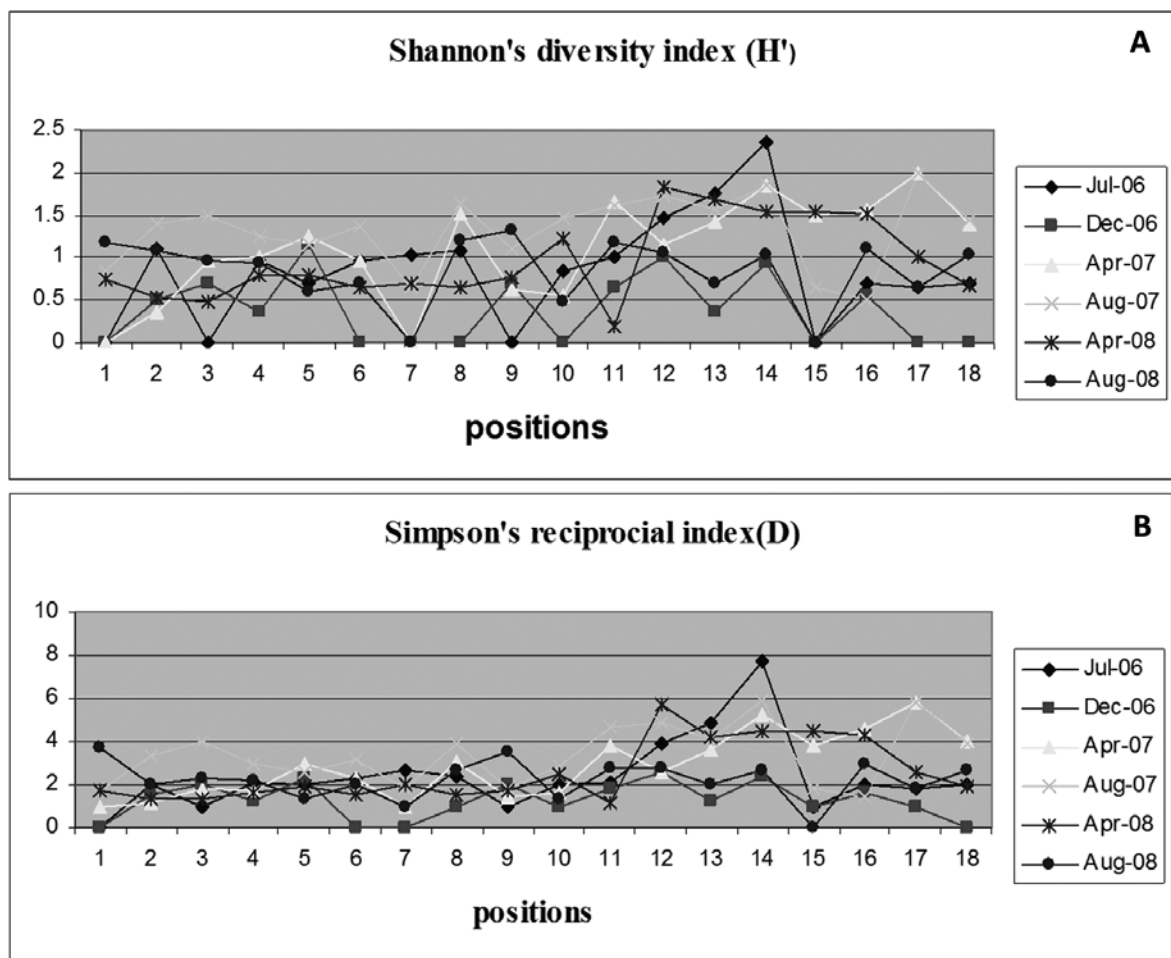 A
Shannon's diversity index (H')
2.5
2
1.5
1
0.5
0
1 2 3 4 5 6 7 8 9 10 11 12 13 14 15 16 17 18
positions
Jul-06
Dec-06
Apr-07
Aug-07
Apr-08
Aug-08
B
Simpson's reciprocial index(D)
10
8
6
4
2
0
1 2 3 4 5 6 7 8 9 10 11 12 13 14 15 16 17 18
positions
Jul-06
Dec-06
Apr-07
Aug-07
Apr-08
Aug-08